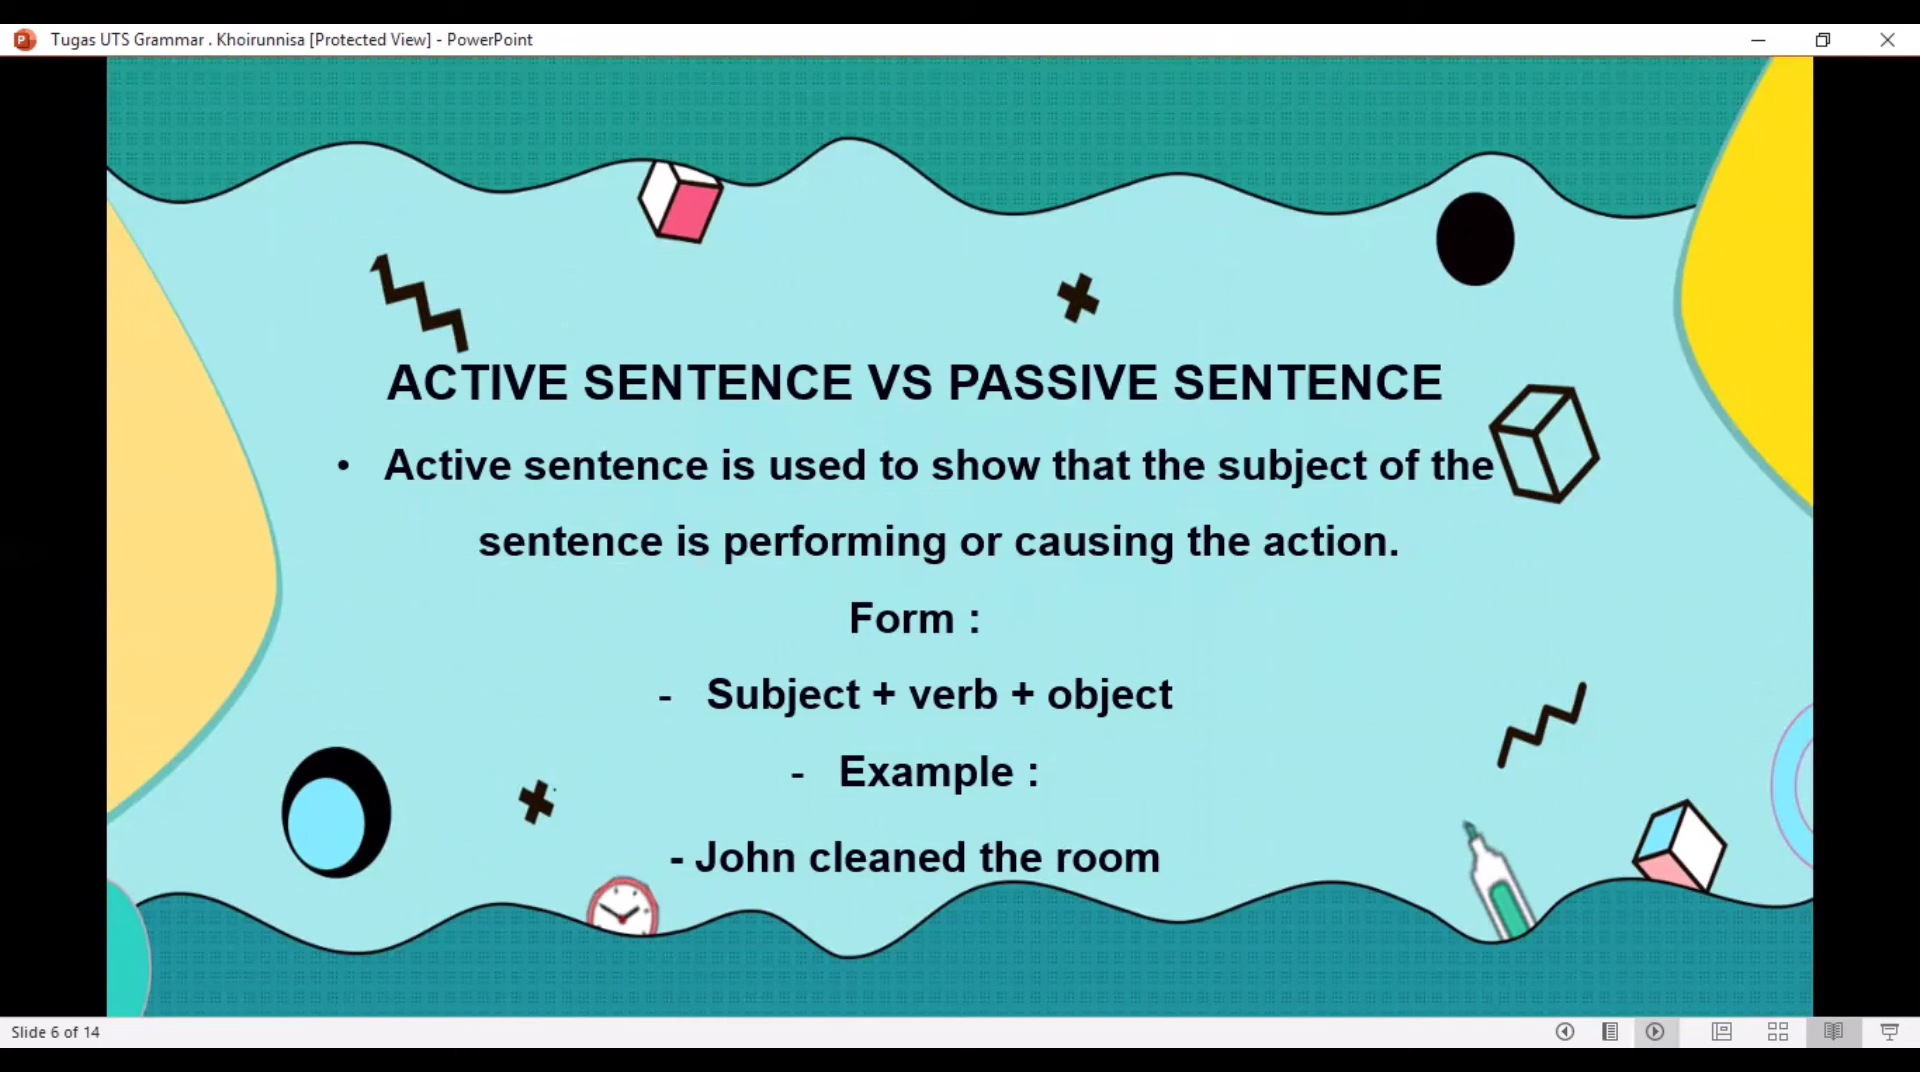 Tugas UTS Grammar . Khoirunnisa [Protected View] - PowerPoint
ACTIVE SENTENCE VS PASSIVE SENTENCE
• Active sentence is used to show that the subject of the
sentence is performing or causing the action.
Form :
- Subject + verb + object
- Example :
- John cleaned the room
Slide 6 of 14